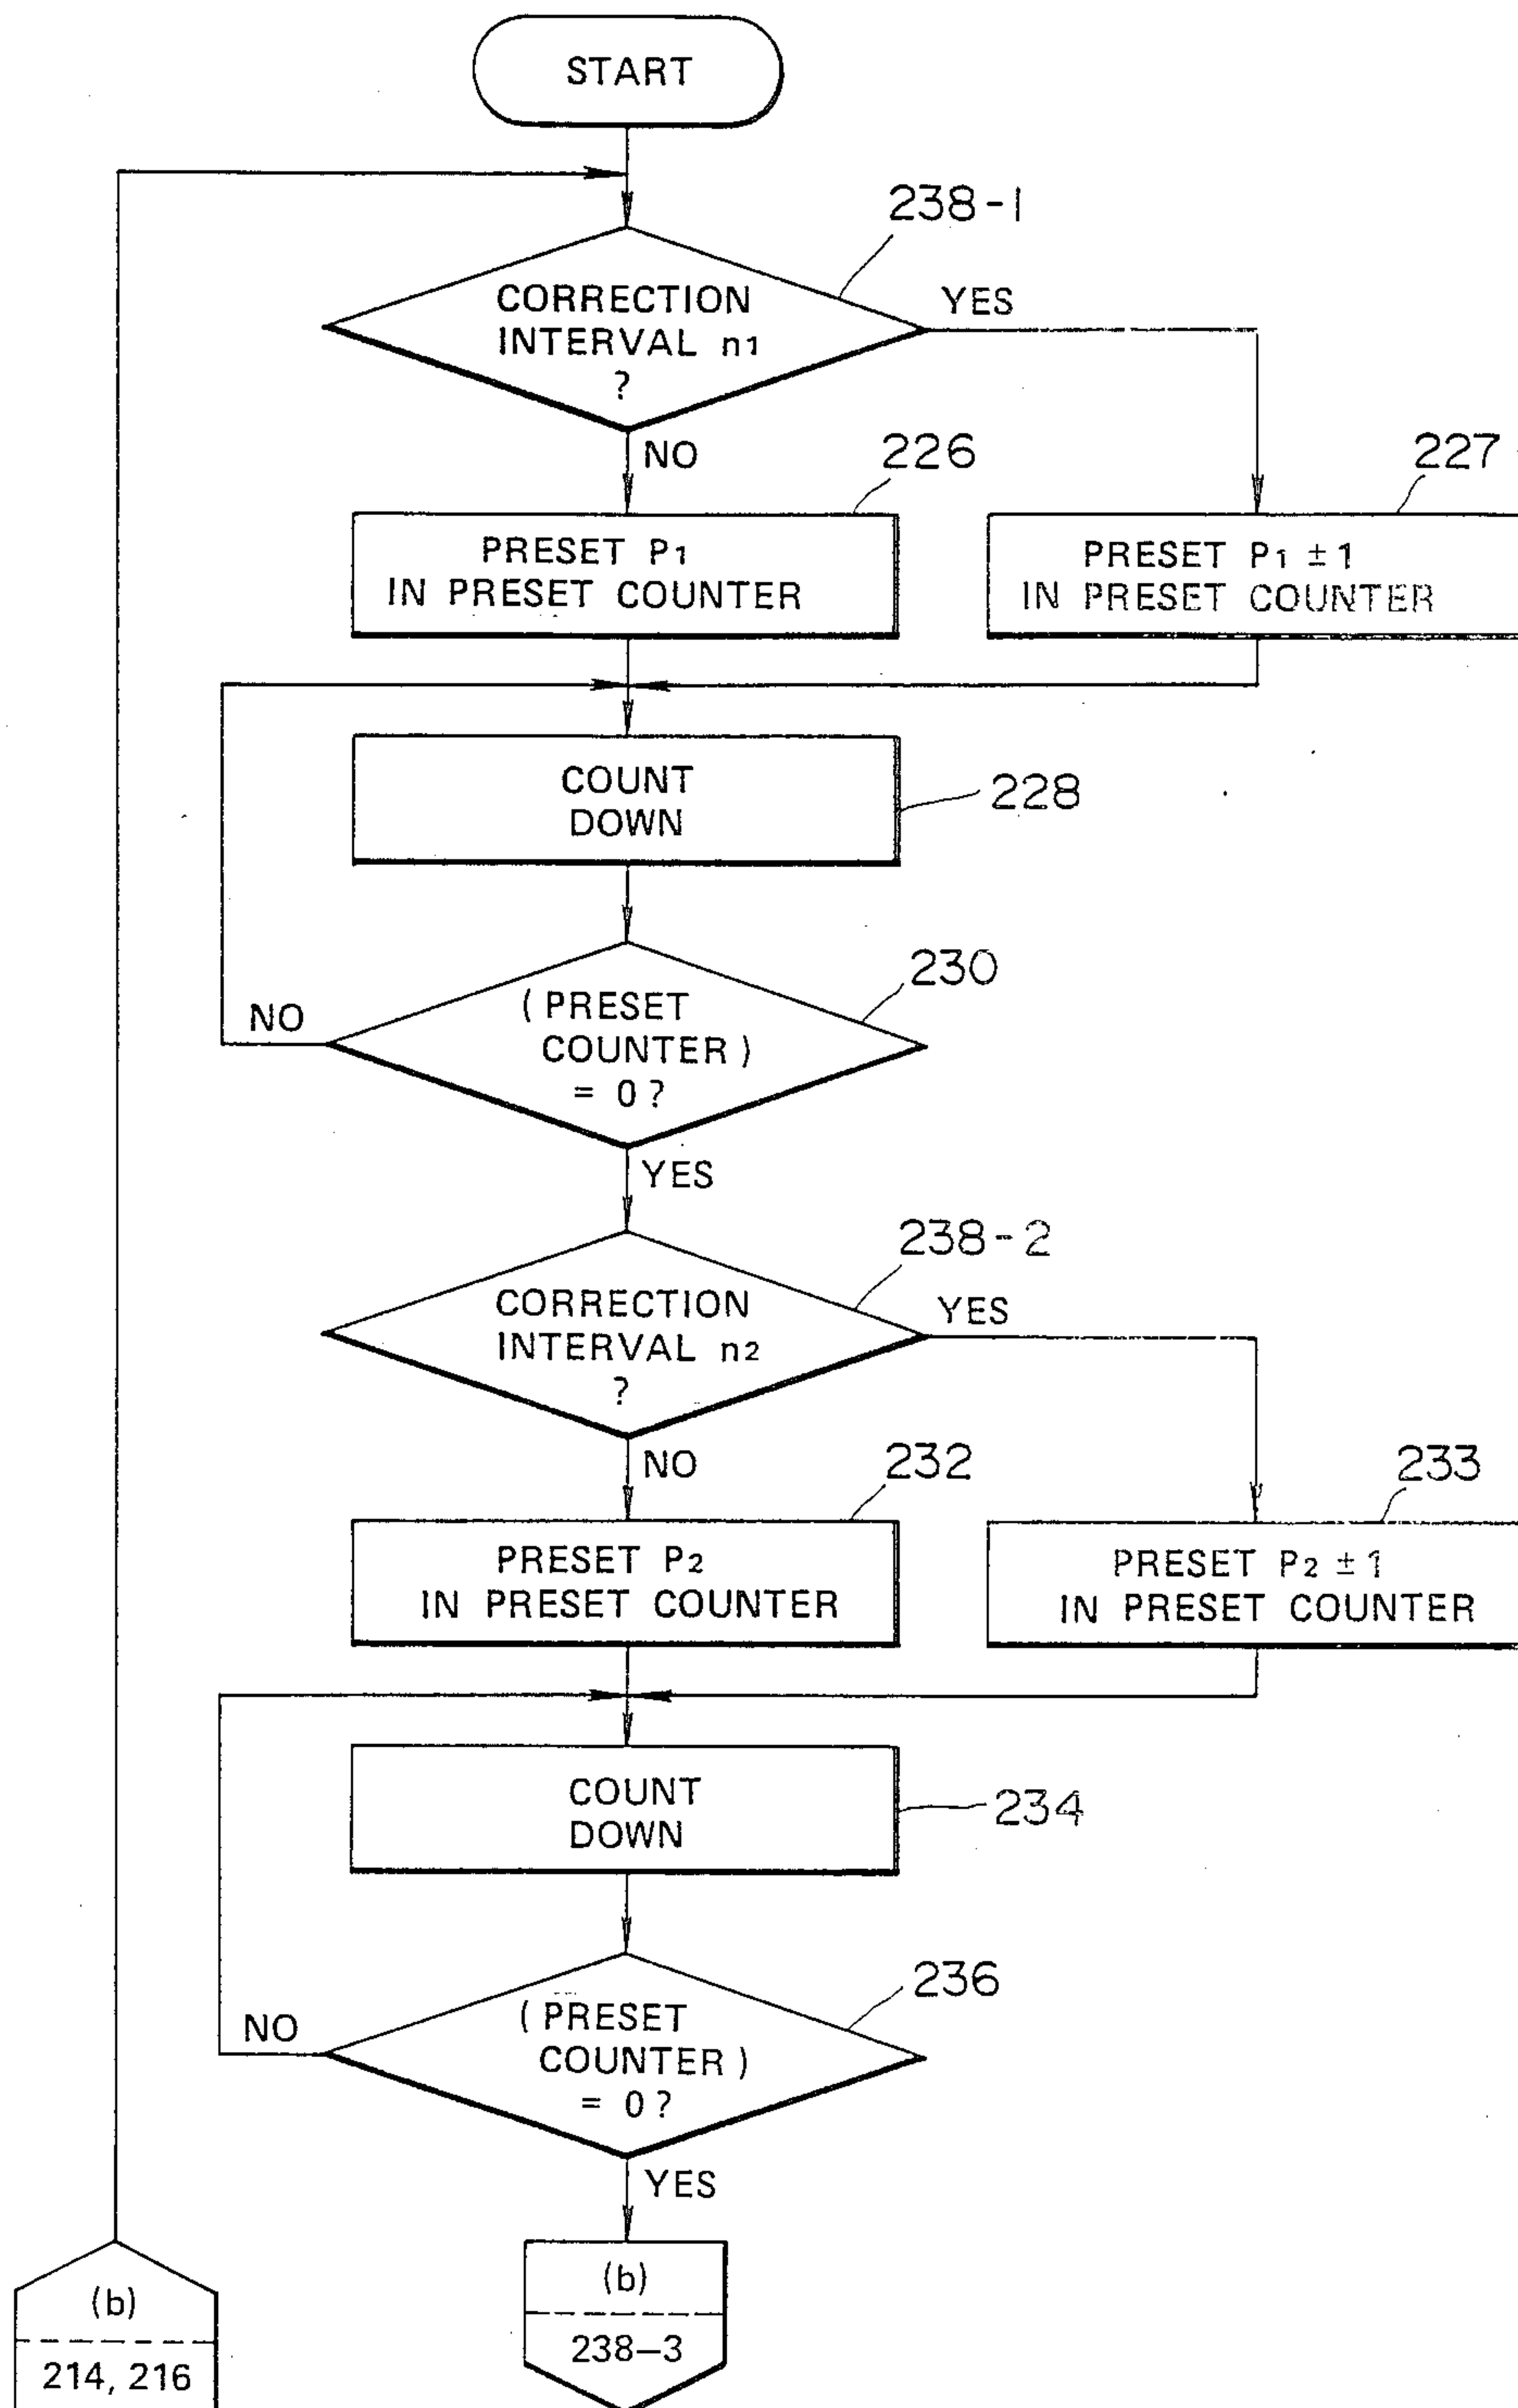 START
238-1
CORRECTION
INTERVAL n1
?
YES
NO
226
227
PRESET P1
IN PRESET COUNTER
PRESET P1 ± 1
IN PRESET COUNTER
COUNT
DOWN
228
230
(PRESET
COUNTER)
= 0?
NO
YES
238-2
CORRECTION
INTERVAL n2
?
YES
NO
232
233
PRESET P2
IN PRESET COUNTER
PRESET P2 ± 1
IN PRESET COUNTER
COUNT
DOWN
234
236
(PRESET
COUNTER)
= 0?
NO
YES
(b)
238-3
(b)
214, 216